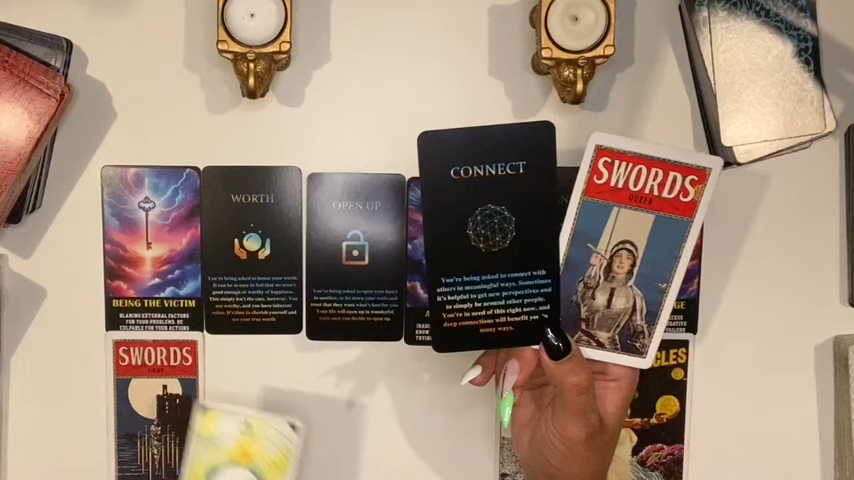 CONNECT
You're being asked to connect with
others in meaningful ways. Sometimes
it's helpful to get new perspectives and
to simply be around other people.
You're in need of this right now, and
deep connections will benefit you in
many ways.
SWORDS
QUEEN
WORTH
You're being asked to honor your worth.
It can be so easy to feel that we aren't
good enough or worthy of happiness.
This simply isn't the case, however. You
are worthy, and you have inherent
value. It's time to cherish yourself and
see your true worth
OPEN UP
You're being asked to open your heart
to another, to let down your walls and
trust that they want what's best for you.
Your life will open up in wonderful
ways once you decide to open up.
BEING THE VICTIM
BLAMING EXTERNAL FACTORS
FOR YOUR PROBLEMS. BE
CULPABLE FOR YOUR ACTIONS
SWORDS
EIGHT